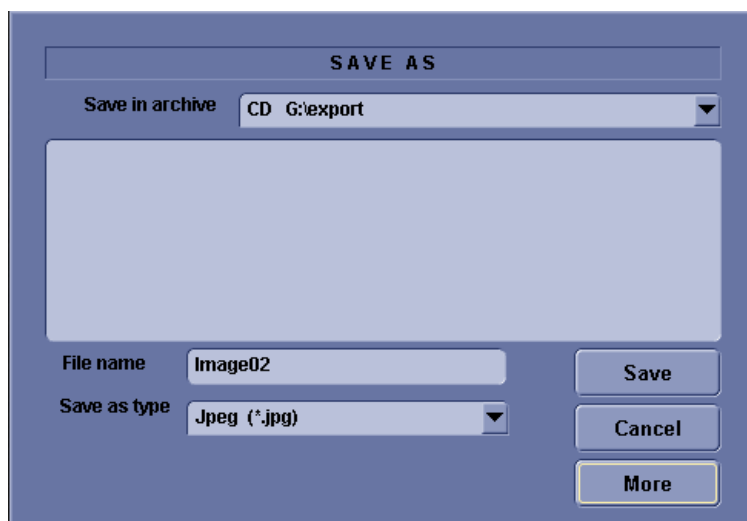 SAVE AS
Save in archive
CD G:\export
File name
Image02
Save
Save as type
Jpeg (*.jpg)
Cancel
More